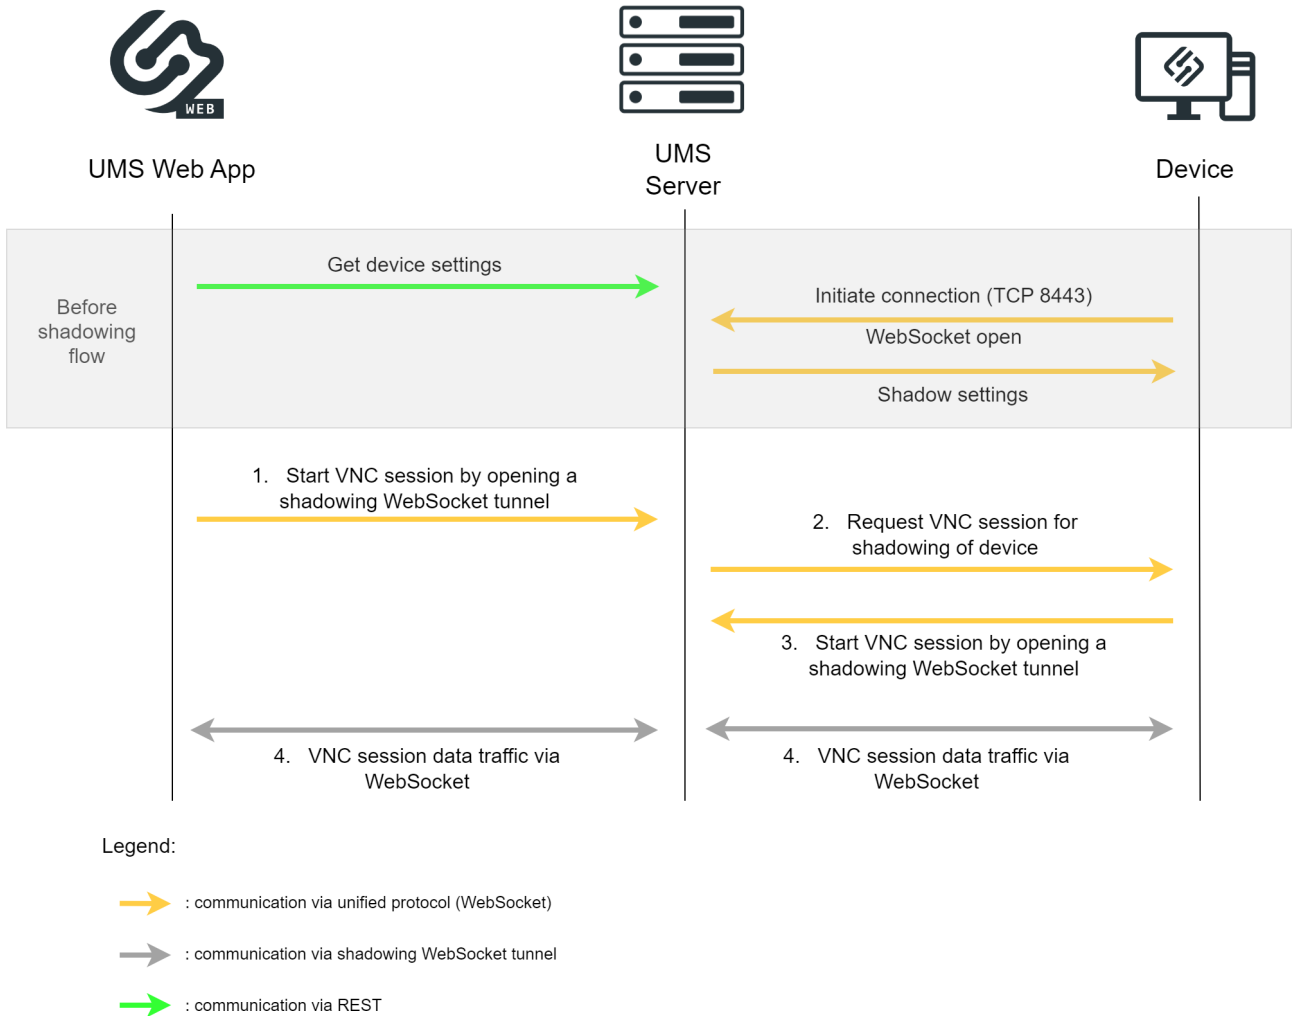 WEB
UMS Web App
UMS
Server
Device
Before
shadowing
flow
Get device settings
Initiate connection (TCP 8443)
WebSocket open
Shadow settings
1. Start VNC session by opening a
shadowing WebSocket tunnel
2. Request VNC session for
shadowing of device
3. Start VNC session by opening a
shadowing WebSocket tunnel
4. VNC session data traffic via
WebSocket
4. VNC session data traffic via
WebSocket
Legend:
: communication via unified protocol (WebSocket)
: communication via shadowing WebSocket tunnel
: communication via REST